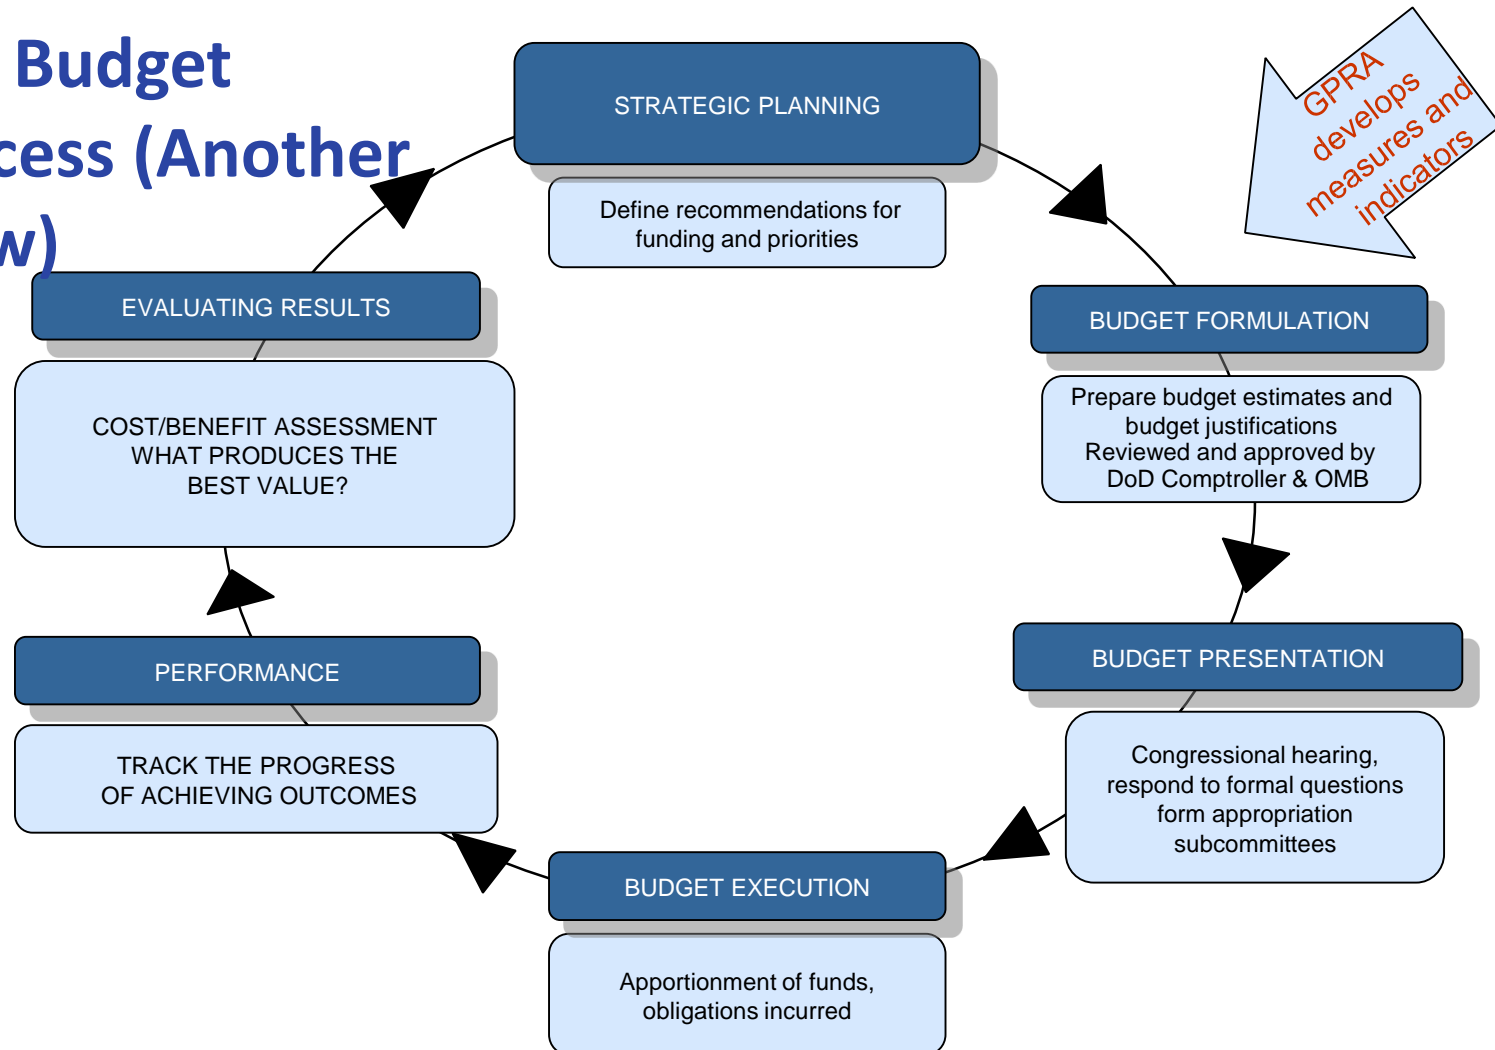 Budget
cess (Another
w)
STRATEGIC PLANNING
Define recommendations for
funding and priorities
GPRA
develops
measures and
indicators
EVALUATING RESULTS
COST/BENEFIT ASSESSMENT
WHAT PRODUCES THE
BEST VALUE?
BUDGET FORMULATION
Prepare budget estimates and
budget justifications
Reviewed and approved by
DoD Comptroller & OMB
PERFORMANCE
TRACK THE PROGRESS
OF ACHIEVING OUTCOMES
BUDGET PRESENTATION
Congressional hearing,
respond to formal questions
form appropriation
subcommittees
BUDGET EXECUTION
Apportionment of funds,
obligations incurred